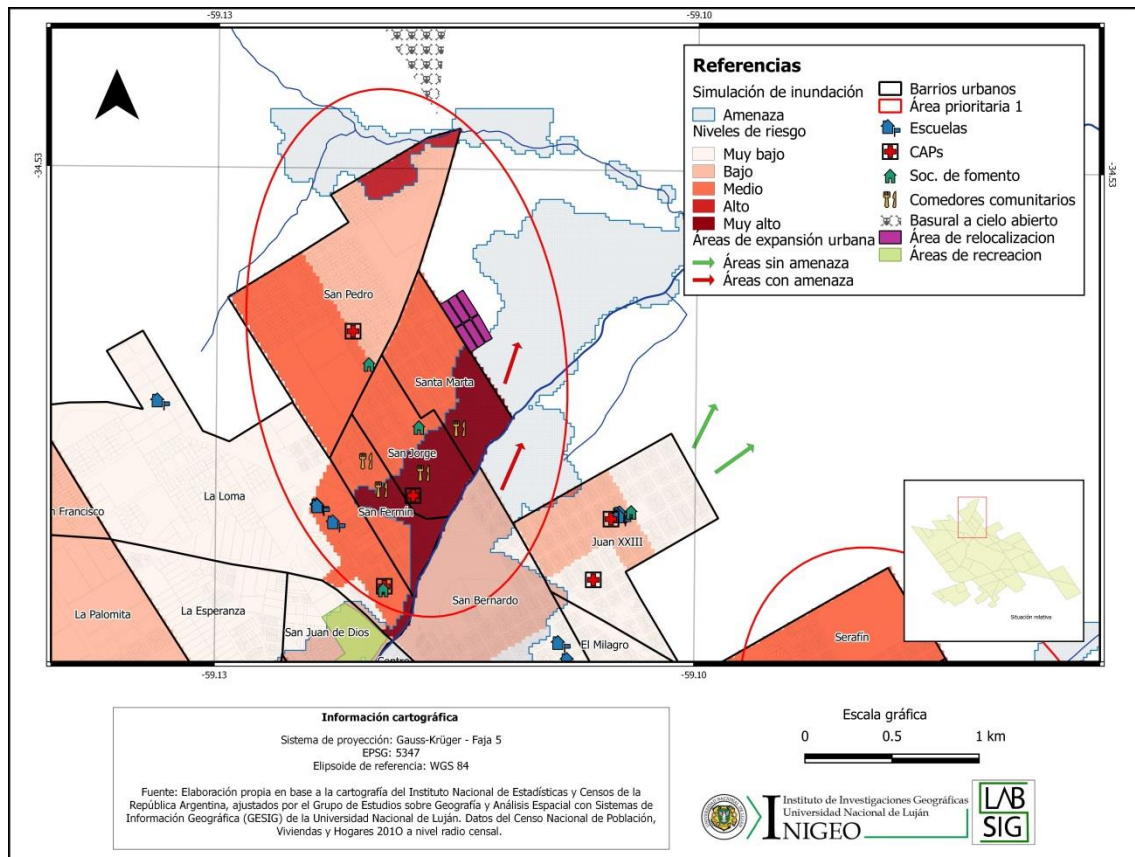 -59.13
-59.10
-34.53
-34.53
Referencias
Simulación de inundación
Amenaza
Niveles de riesgo
Muy bajo
Bajo
Medio
Alto
Muy alto
Áreas de expansión urbana
Áreas sin amenaza
Áreas con amenaza
Barrios urbanos
Área prioritaria 1
Escuelas
CAPs
Soc. de fomento
Comedores comunitarios
Basural a cielo abierto
Área de relocalizacion
Áreas de recreacion
San Pedro
Santa Marta
San Jorge
La Loma
San Fermín
n Francisco
Juan XXIII
La Palomita
La Esperanza
San Bernardo
San Juan de Dios
El Milagro
Serafín
Centro
Situación relativa
-59.13
-59.10
Información cartográfica
Sistema de proyección: Gauss-Krüger - Faja 5
EPSG: 5347
Elipsoide de referencia: WGS 84
Fuente: Elaboración propia en base a la cartografía del Instituto Nacional de Estadísticas y Censos de la
República Argentina, ajustados por el Grupo de Estudios sobre Geografía y Análisis Espacial con Sistemas de
Información Geográfica (GESIG) de la Universidad Nacional de Luján. Datos del Censo Nacional de Población,
Viviendas y Hogares 201O a nivel radio censal.
Escala gráfica
0 0.5 1 km
Instituto de Investigaciones Geográficas
Universidad Nacional de Luján
INIGEO
LAB
SIG